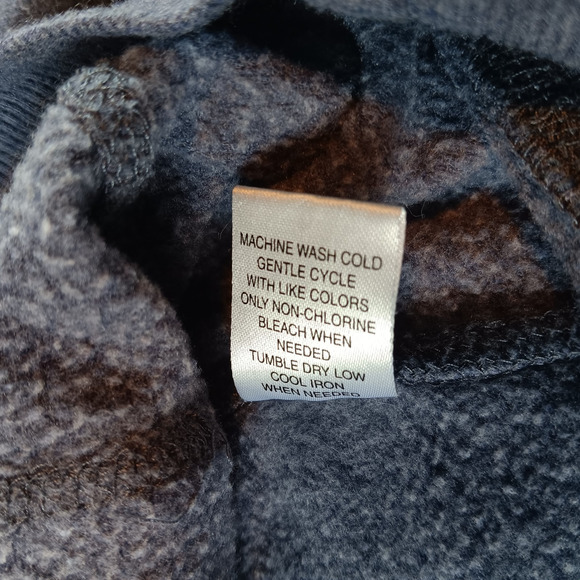 MACHINE WASH COLD
GENTLE CYCLE
WITH LIKE COLORS
ONLY NON-CHLORINE
BLEACH WHEN
NEEDED
TUMBLE DRY LOW
COOL IRON
WHEN NEEDED